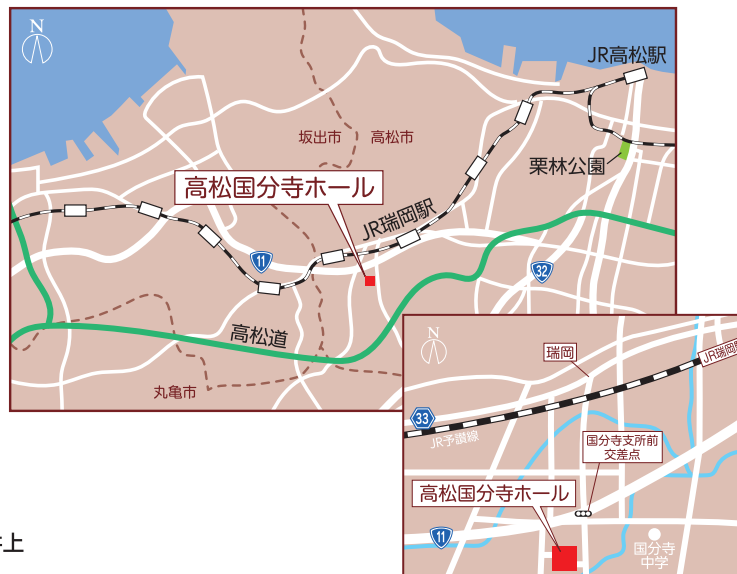 N
JR高松駅
坂出市
高松市
栗林公園
高松国分寺ホール
JR瑞岡駅
11
32
高松道
丸亀市
N
瑞岡
JR瑞岡駅
33
JR予讃線
国分寺支所前
交差点
高松国分寺ホール
11
国分寺
中学
上